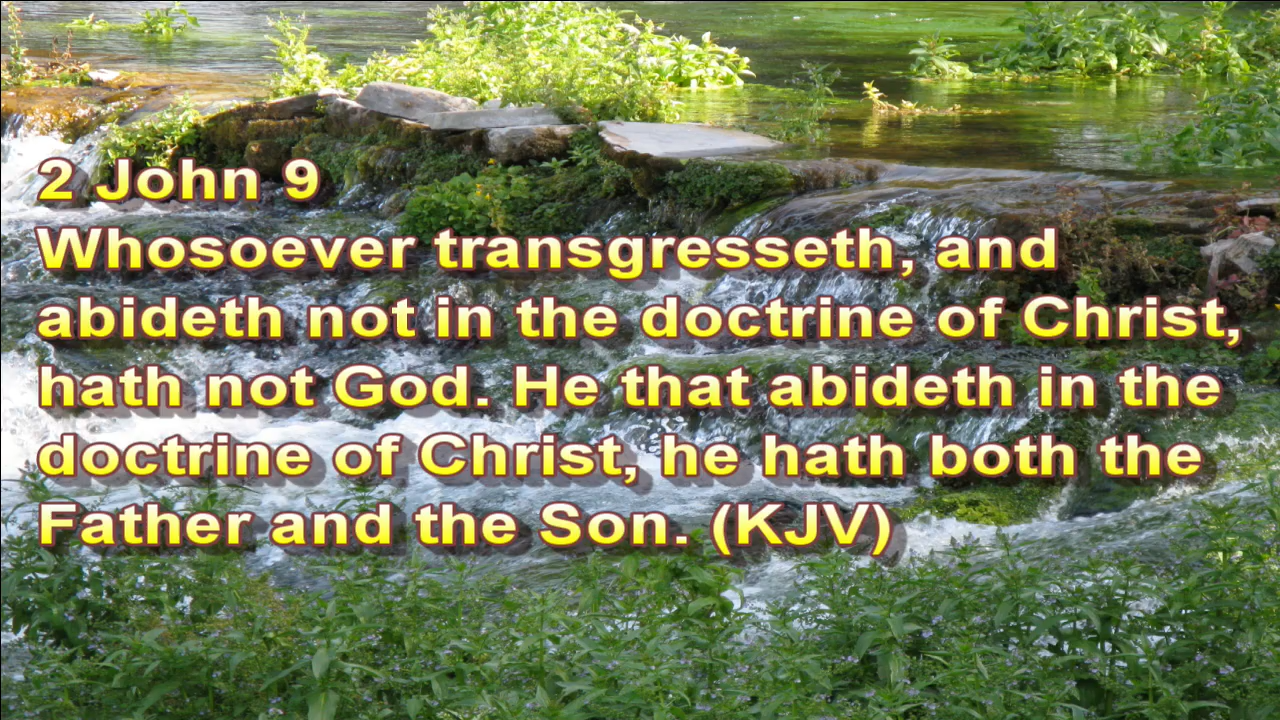 2 John 9
Whosoever transgresseth, and
abideth not in the doctrine of Christ,
hath not God. He that abideth in the
doctrine of Christ, he hath both the
Father and the Son. (KJV)